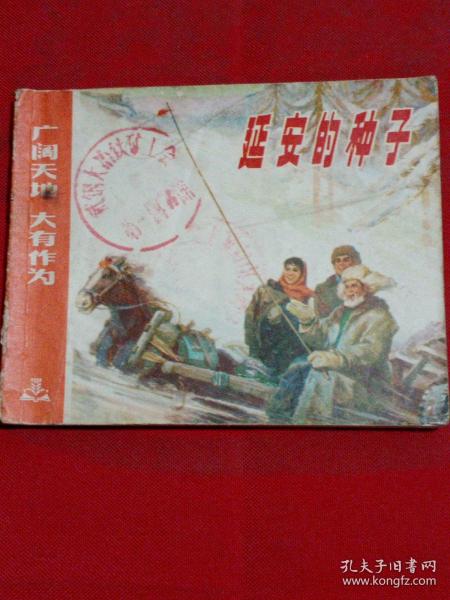 延安的种子
广阔天地 大有作为
孔夫子旧书网
www.kongfz.com